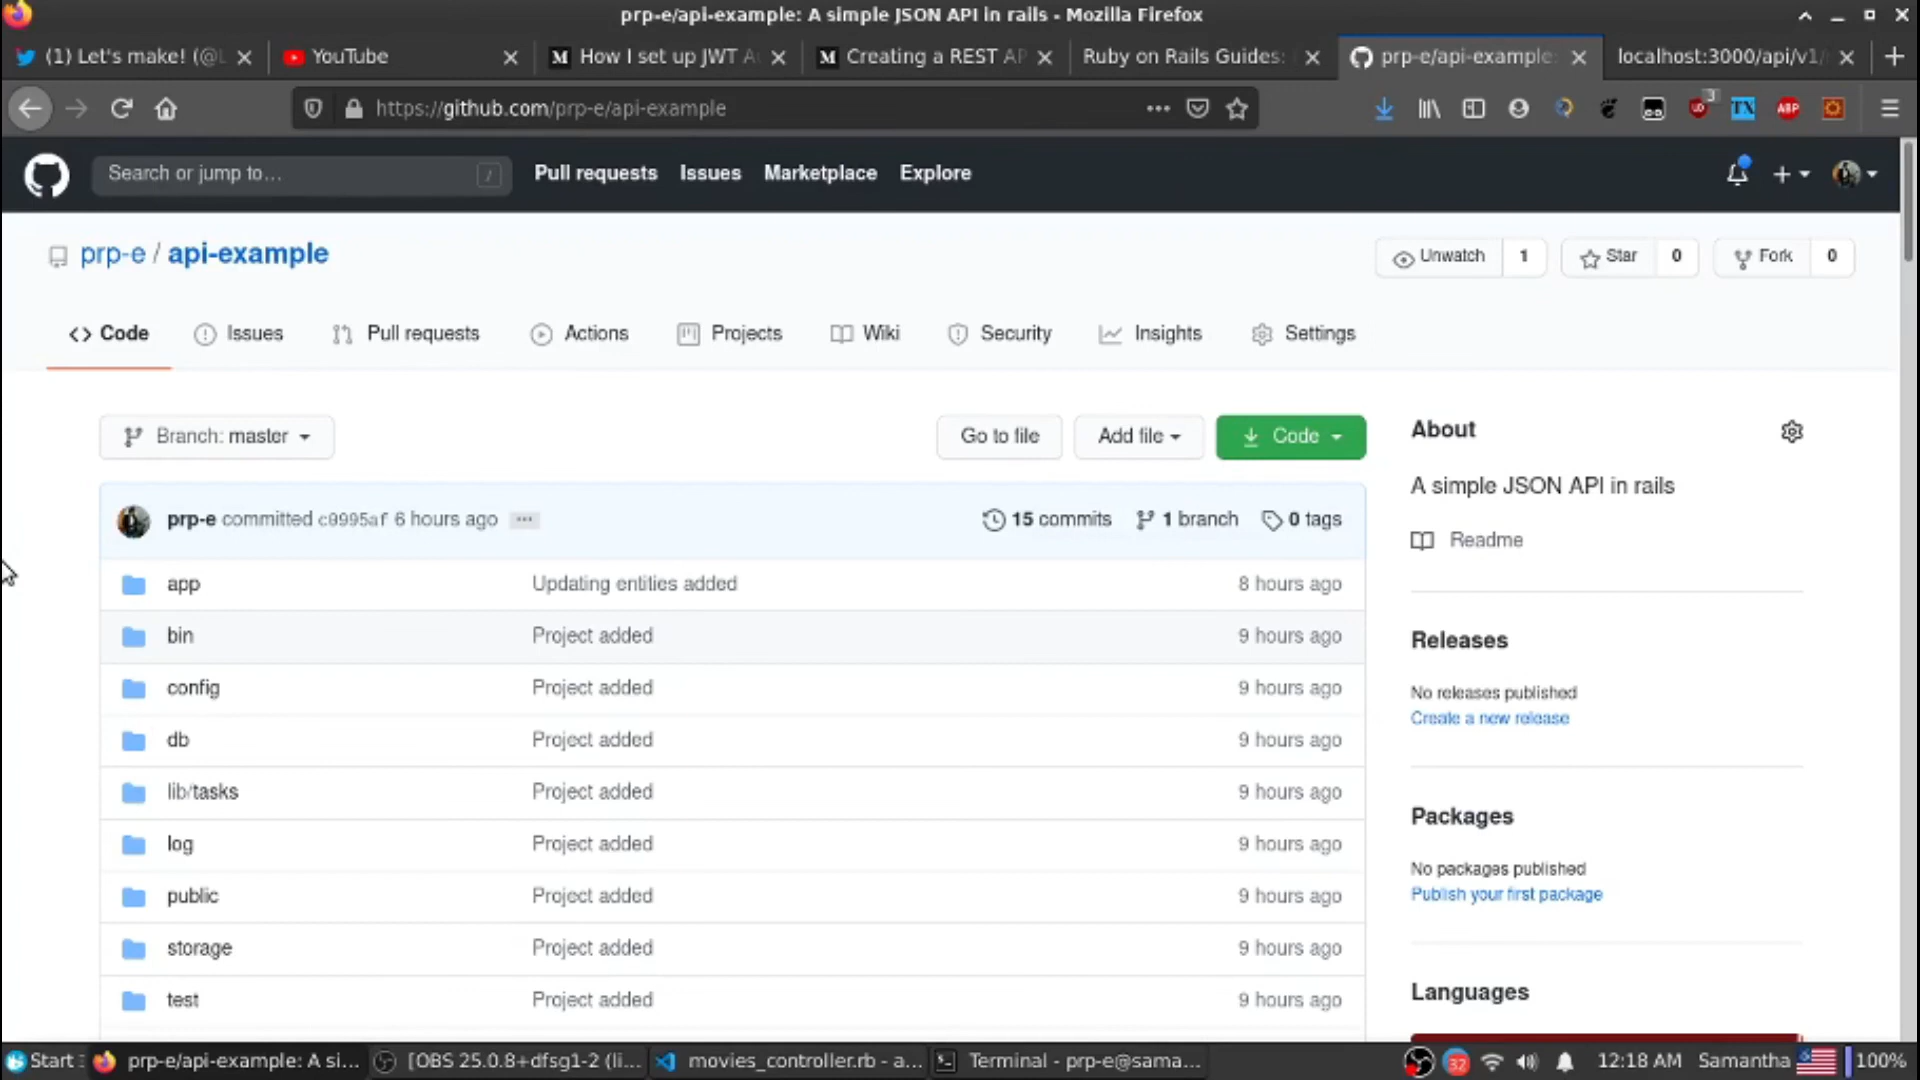 prp-e/api-example: A simple JSON API in rails - Mozilla Firefox
(1) Let's make! (@L
YouTube
M How I set up JWT A
M Creating a REST AP
Ruby on Rails Guides:
prp-e/api-example:
localhost:3000/api/v1/
https://github.com/prp-e/api-example
3
TX
ABP
Search or jump to…
/
Pull requests
Issues
Marketplace
Explore
prp-e / api-example
Unwatch 1
Star 0
Fork 0
Code
Issues
Pull requests
Actions
Projects
Wiki
Security
Insights
Settings
Branch: master
Go to file
Add file
Code
prp-e committed c0995af 6 hours ago
15 commits
1 branch
0 tags
app Updating entities added 8 hours ago
bin Project added 9 hours ago
config Project added 9 hours ago
db Project added 9 hours ago
lib/tasks Project added 9 hours ago
log Project added 9 hours ago
public Project added 9 hours ago
storage Project added 9 hours ago
test Project added 9 hours ago
About
A simple JSON API in rails
Readme
Releases
No releases published
Create a new release
Packages
No packages published
Publish your first package
Languages
Start
prp-e/api-example: A si...
[OBS 25.0.8+dfsg1-2 (li...
movies_controller.rb - a...
Terminal - prp-e@sama...
32
12:18 AM
Samantha
100%